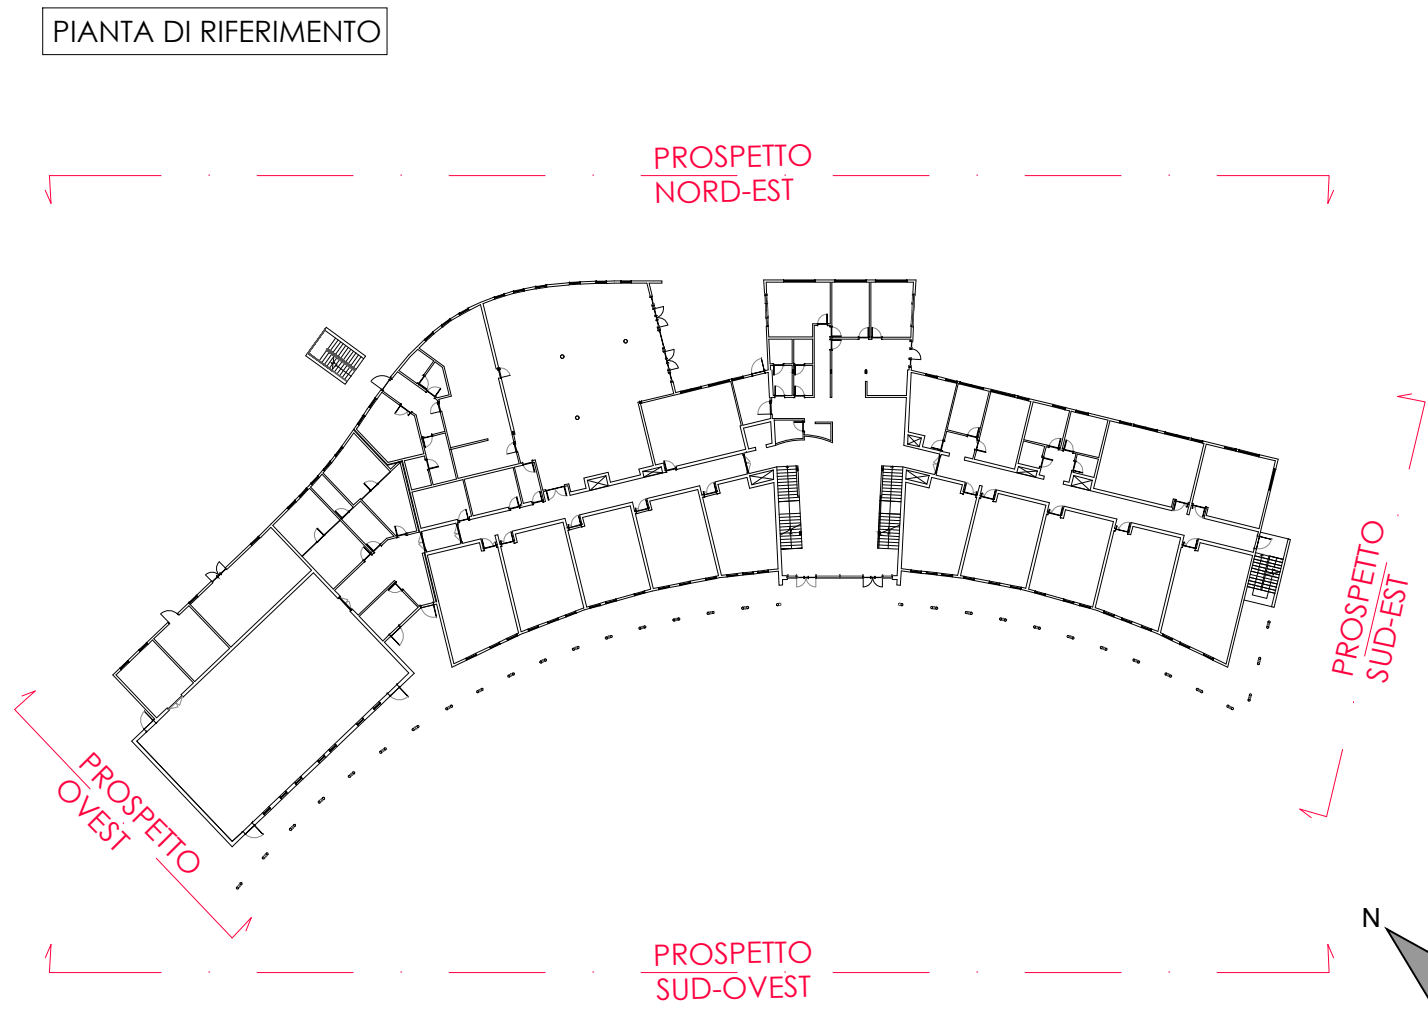 PIANTA DI RIFERIMENTO
PROSPETTO
NORD-EST
PROSPETTO
SUD-EST
PROSPETTO
OVEST
N
PROSPETTO
SUD-OVEST